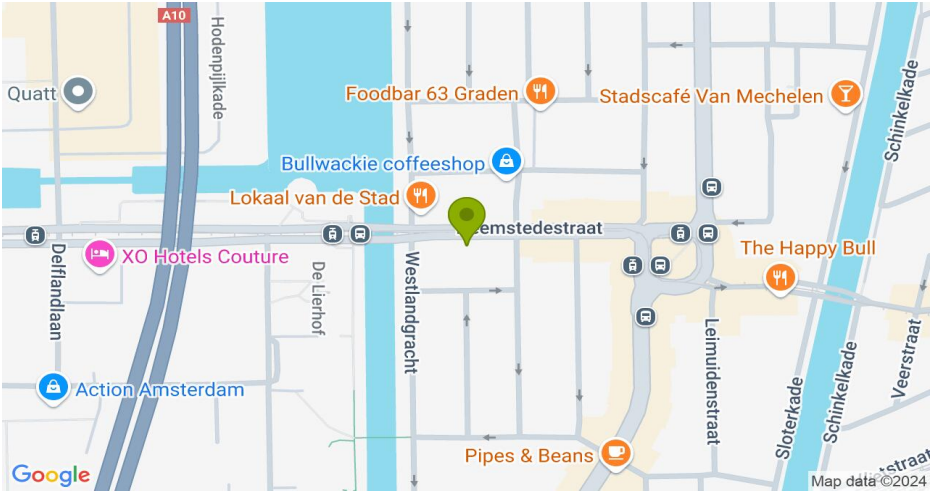 A10
Hodenpijlkade
Quatt
Foodbar 63 Graden
Stadscafé Van Mechelen
Schinkelkade
Bullwackie coffeeshop
Lokaal van de Stad
eemstedestraat
Delflandlaan
XO Hotels Couture
De Lierhof
Westlandgracht
The Happy Bull
Leimuidenstraat
Sloterkade
Schinkelkade
Veerstraat
Action Amsterdam
Pipes & Beans
Google
tstraat
Map data ©2024